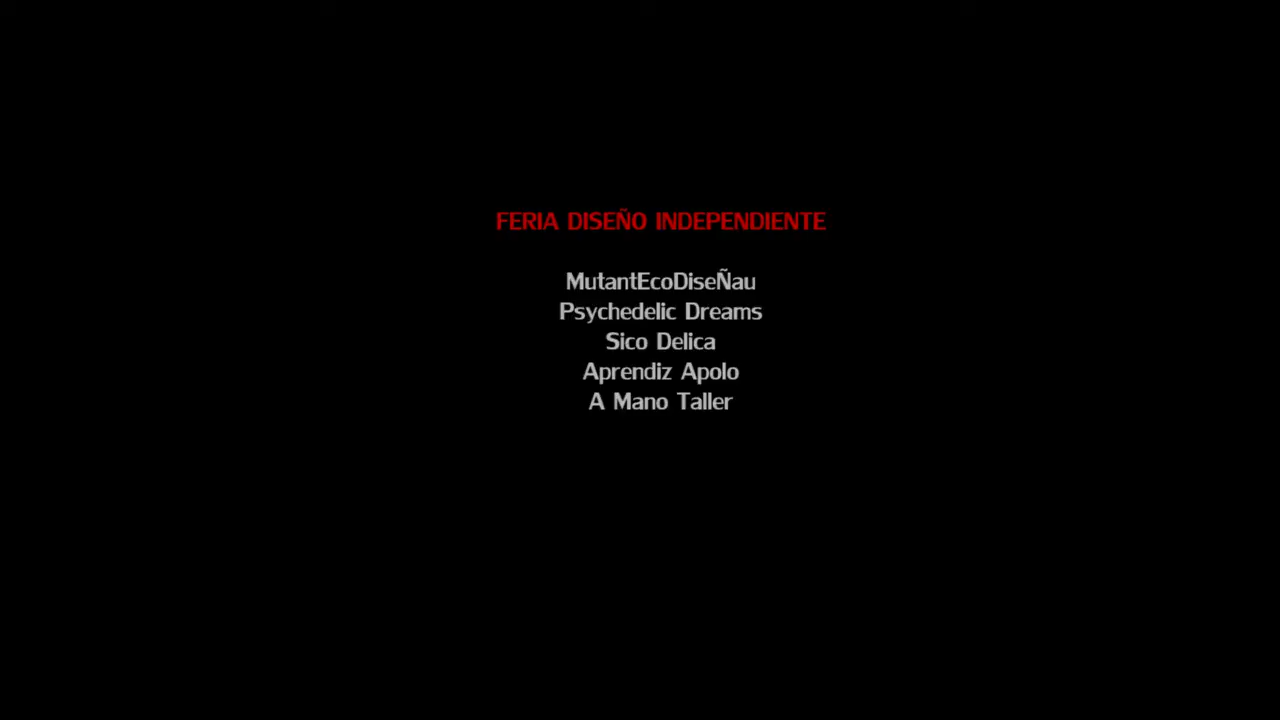 FERIA DISEÑO INDEPENDIENTE
MutantEcoDiseÑau
Psychedelic Dreams
Sico Delica
Aprendiz Apolo
A Mano Taller